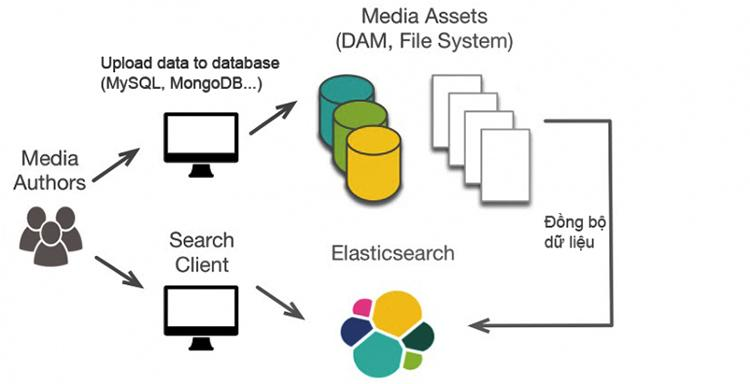 Media Assets
(DAM, File System)
Upload data to database
(MySQL, MongoDB...)
Media
Authors
Search
Client
Elasticsearch
Đồng bộ
dữ liệu